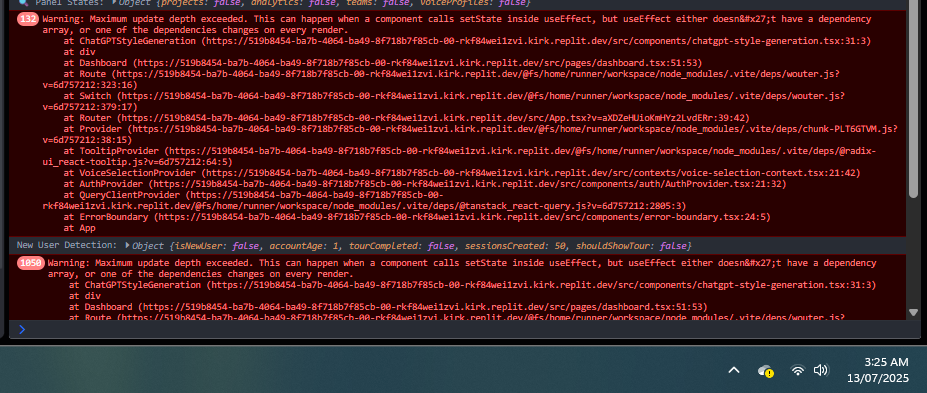 Panel States: ▶Object {projects: false, analytics: false, teams: false, voiceProfiles: false}
132 Warning: Maximum update depth exceeded. This can happen when a component calls setState inside useEffect, but useEffect either doesn&#x27;t have a dependency
array, or one of the dependencies changes on every render.
at ChatGPTStyleGeneration (https://519b8454-ba7b-4064-ba49-8f718b7f85cb-00-rkf84wei1zvi.kirk.replit.dev/src/components/chatgpt-style-generation.tsx:31:3)
at div
at Dashboard (https://519b8454-ba7b-4064-ba49-8f718b7f85cb-00-rkf84wei1zvi.kirk.replit.dev/src/pages/dashboard.tsx:51:53)
at Route (https://519b8454-ba7b-4064-ba49-8f718b7f85cb-00-rkf84wei1zvi.kirk.replit.dev/@fs/home/runner/workspace/node_modules/.vite/deps/wouter.js?
v=6d757212:323:16)
at Switch (https://519b8454-ba7b-4064-ba49-8f718b7f85cb-00-rkf84wei1zvi.kirk.replit.dev/@fs/home/runner/workspace/node_modules/.vite/deps/wouter.js?
v=6d757212:379:17)
at Router (https://519b8454-ba7b-4064-ba49-8f718b7f85cb-00-rkf84wei1zvi.kirk.replit.dev/src/App.tsx?v=aXDZeHUioKmHYz2LvdERr:39:42)
at Provider (https://519b8454-ba7b-4064-ba49-8f718b7f85cb-00-rkf84wei1zvi.kirk.replit.dev/@fs/home/runner/workspace/node_modules/.vite/deps/chunk-PLT6GTVM.js?
v=6d757212:38:15)
at TooltipProvider (https://519b8454-ba7b-4064-ba49-8f718b7f85cb-00-rkf84wei1zvi.kirk.replit.dev/@fs/home/runner/workspace/node_modules/.vite/deps/@radix-
ui_react-tooltip.js?v=6d757212:64:5)
at VoiceSelectionProvider (https://519b8454-ba7b-4064-ba49-8f718b7f85cb-00-rkf84wei1zvi.kirk.replit.dev/src/contexts/voice-selection-context.tsx:21:42)
at AuthProvider (https://519b8454-ba7b-4064-ba49-8f718b7f85cb-00-rkf84wei1zvi.kirk.replit.dev/src/components/auth/AuthProvider.tsx:21:32)
at QueryClientProvider (https://519b8454-ba7b-4064-ba49-8f718b7f85cb-00-
rkf84wei1zvi.kirk.replit.dev/@fs/home/runner/workspace/node_modules/.vite/deps/@tanstack_react-query.js?v=6d757212:2805:3)
at ErrorBoundary (https://519b8454-ba7b-4064-ba49-8f718b7f85cb-00-rkf84wei1zvi.kirk.replit.dev/src/components/error-boundary.tsx:24:5)
at App
New User Detection: ▶Object {isNewUser: false, accountAge: 1, tourCompleted: false, sessionsCreated: 50, shouldShowTour: false}
1050 Warning: Maximum update depth exceeded. This can happen when a component calls setState inside useEffect, but useEffect either doesn&#x27;t have a dependency
array, or one of the dependencies changes on every render.
at ChatGPTStyleGeneration (https://519b8454-ba7b-4064-ba49-8f718b7f85cb-00-rkf84wei1zvi.kirk.replit.dev/src/components/chatgpt-style-generation.tsx:31:3)
at div
at Dashboard (https://519b8454-ba7b-4064-ba49-8f718b7f85cb-00-rkf84wei1zvi.kirk.replit.dev/src/pages/dashboard.tsx:51:53)
at Route (https://519b8454-ba7b-4064-ba49-8f718b7f85cb-00-rkf84wei1zvi.kirk.replit.dev/@fs/home/runner/workspace/node_modules/.vite/deps/wouter.js?
3:25 AM
13/07/2025